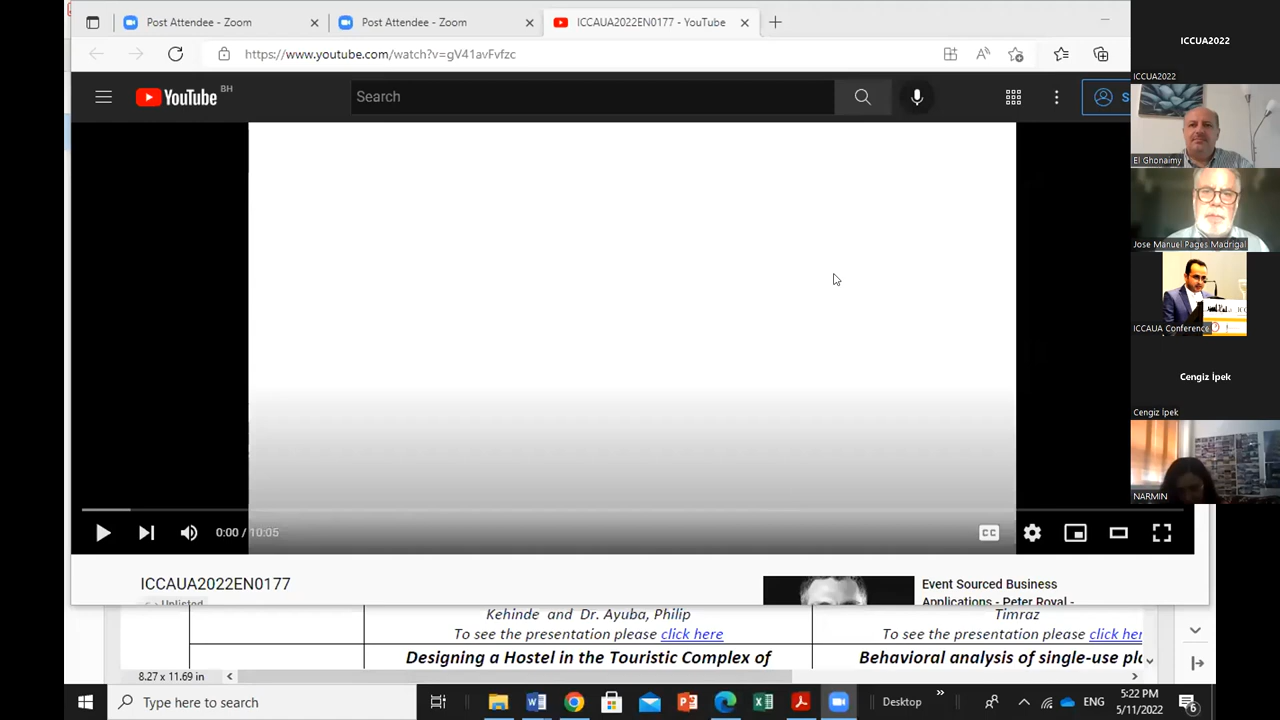 Post Attendee - Zoom
Post Attendee - Zoom
ICCAUA2022EN0177 - YouTube
https://www.youtube.com/watch?v=gV41avFvfzc
YouTube BH
Search
S
0:00 / 10:05
CC
ICCAUA2022EN0177
Unlisted
Event Sourced Business
Applications - Peter Royal -
Kehinde and Dr. Ayuba, Philip
Timraz
To see the presentation please click here
To see the presentation please click her
Designing a Hostel in the Touristic Complex of
Behavioral analysis of single-use pl
8.27 x 11.69 in
Type here to search
Desktop
ENG
5:22 PM
5/11/2022
6
ICCUA2022
ICCUA2022
El Ghonaimy
Jose Manuel Pages Madrigal
ICCAUA Conference
Cengiz İpek
Cengiz İpek
NARMIN